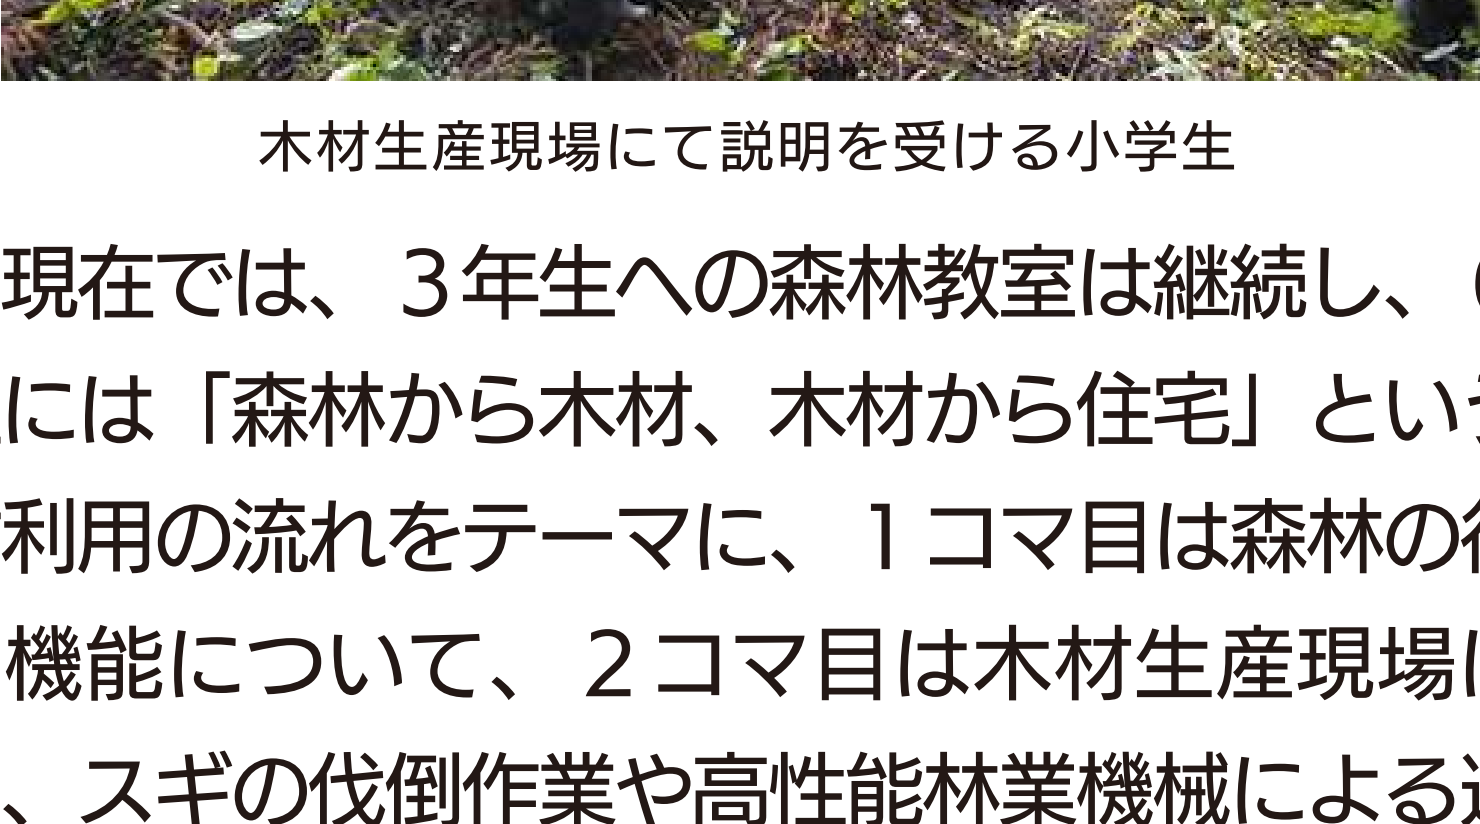 木材生産現場にて説明を受ける小学生
現在では、３年生への森林教室は継続し、
には「森林から木材、木材から住宅」とい
利用の流れをテーマに、１コマ目は森林の
機能について、２コマ目は木材生産現場
、スギの伐倒作業や高性能林業機械による